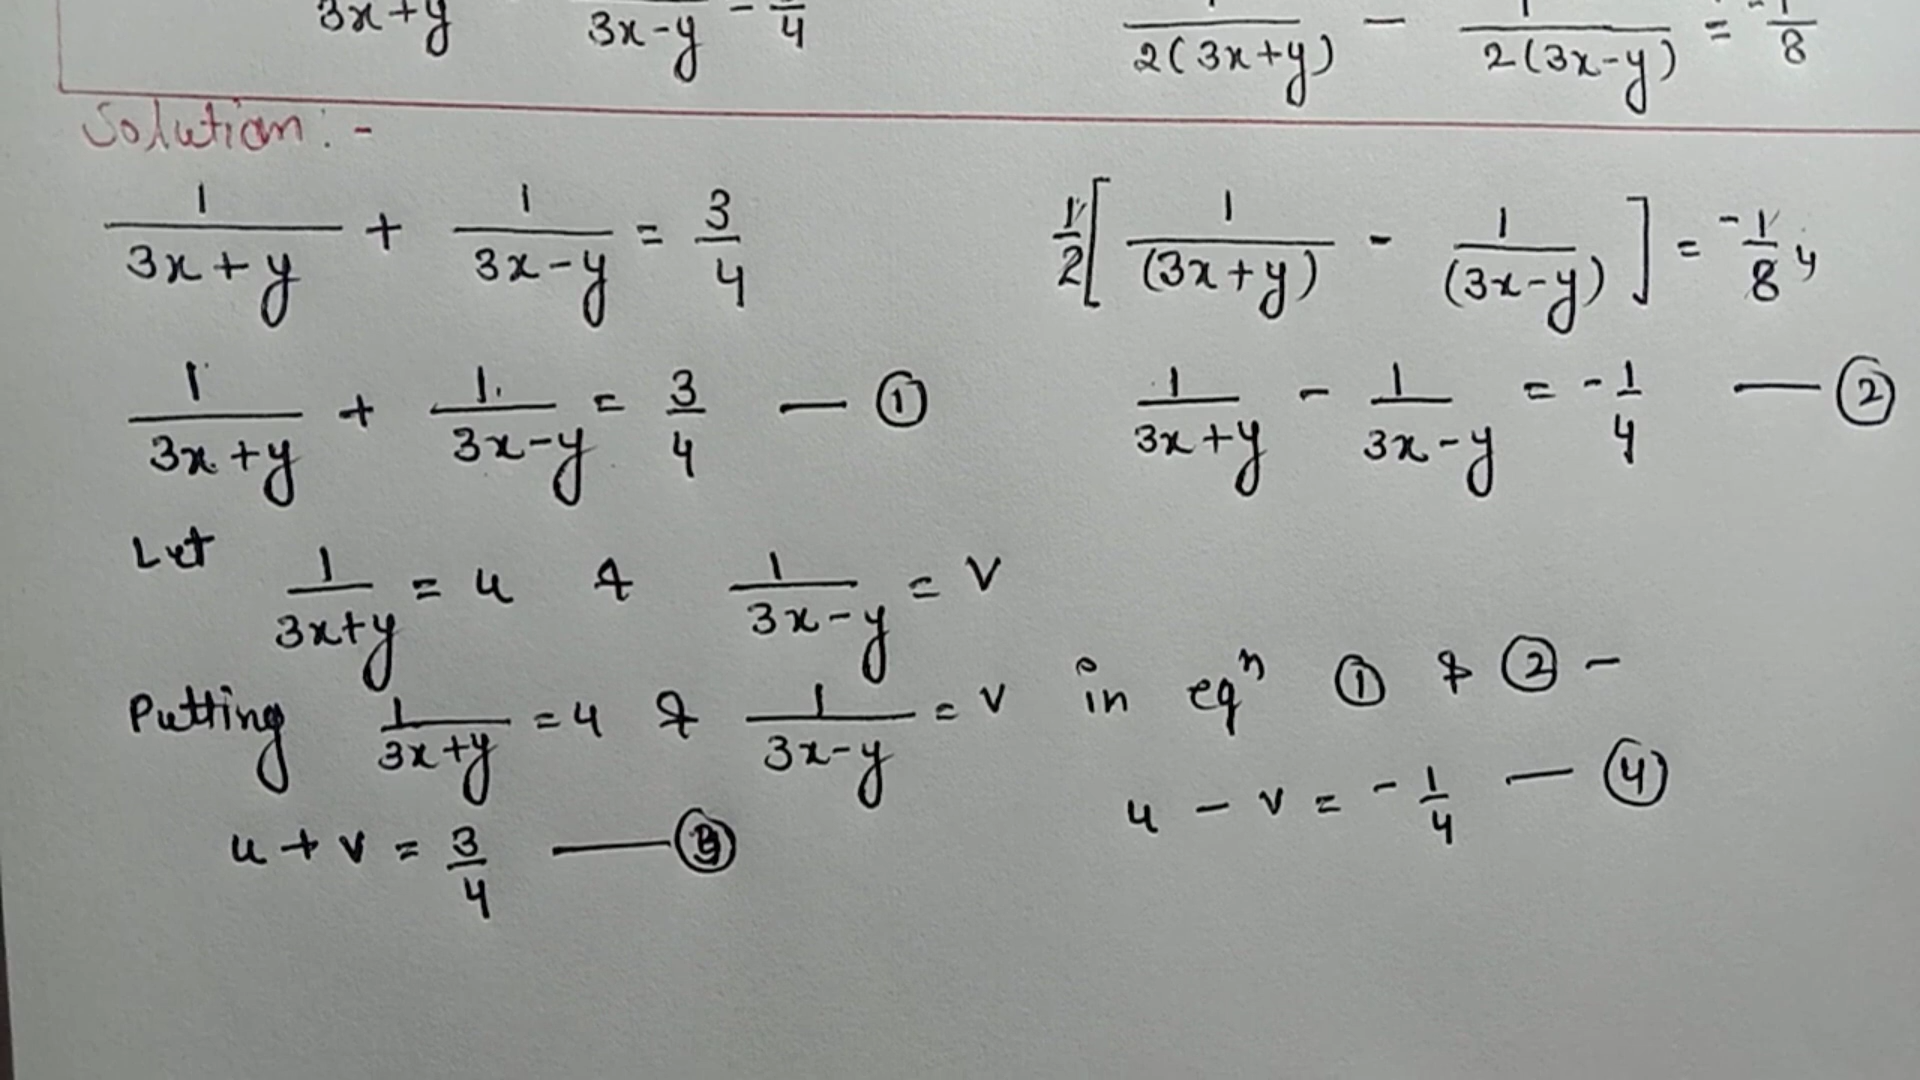 3x+y 3x-y 4 2(3x+y) - 2(3x-y) = -1/8
Solution:-
1/(3x+y) + 1/(3x-y) = 3/4 1/2[1/(3x+y) - 1/(3x-y)] = -1/8 4
1/(3x+y) + 1/(3x-y) = 3/4 — ① 1/(3x+y) - 1/(3x-y) = -1/4 — ②
Let 1/(3x+y) = u & 1/(3x-y) = v
Putting 1/(3x+y) = u & 1/(3x-y) = v in eqⁿ ① & ② -
u + v = 3/4 — ③ u - v = -1/4 — ④